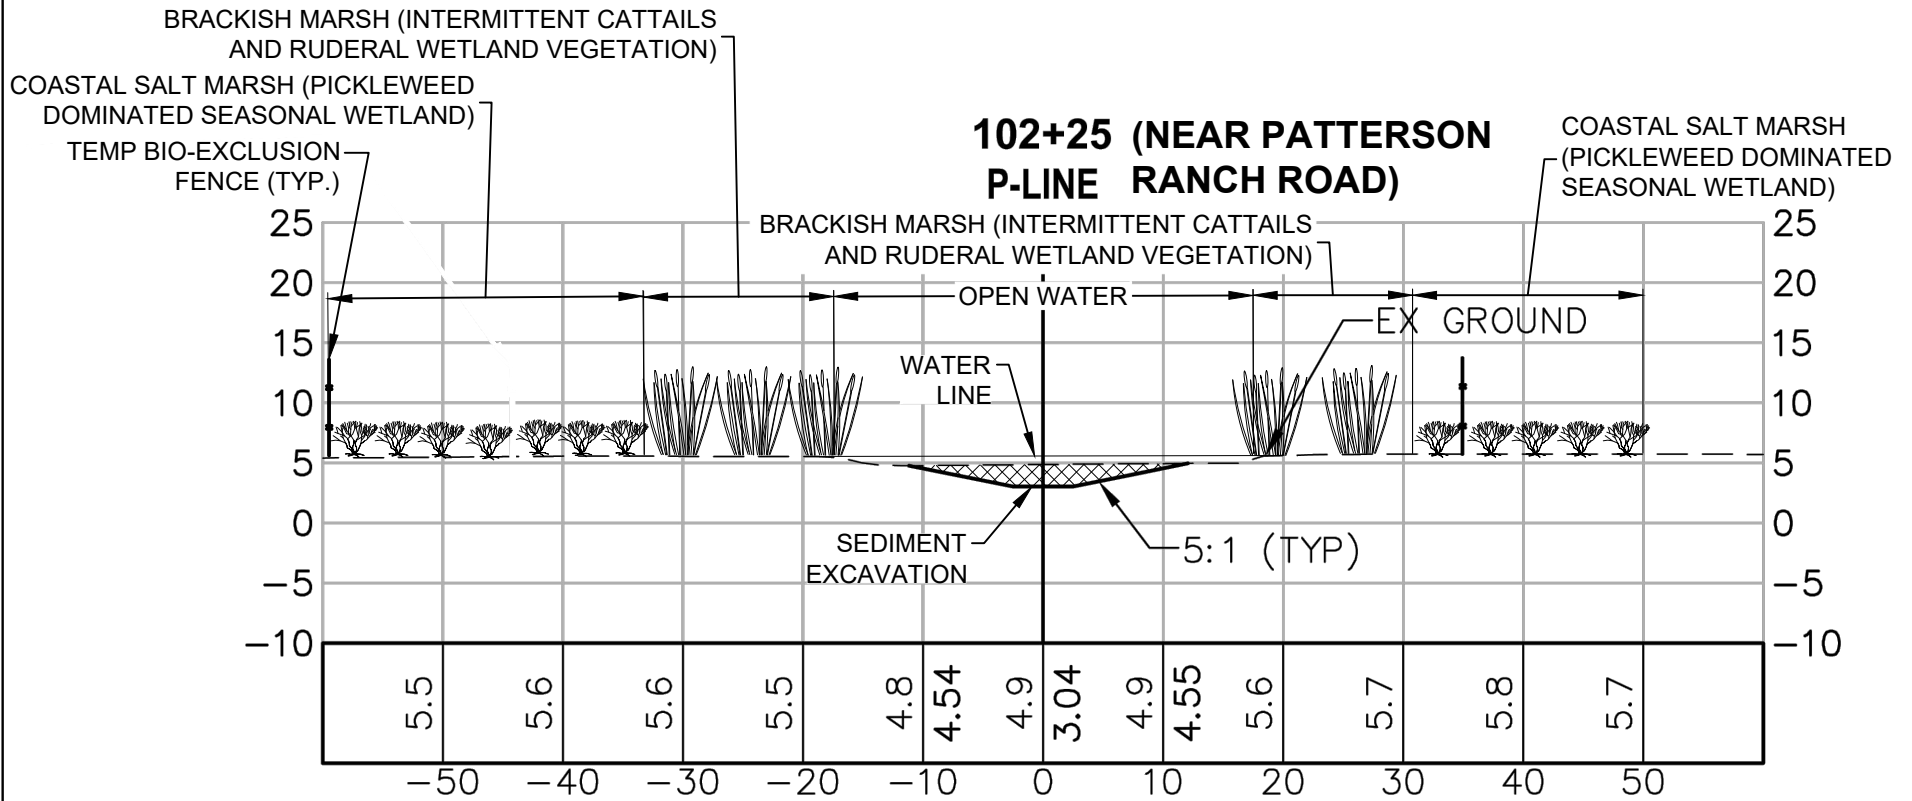 BRACKISH MARSH (INTERMITTENT CATTAILS
AND RUDERAL WETLAND VEGETATION)
COASTAL SALT MARSH (PICKLEWEED
DOMINATED SEASONAL WETLAND)
TEMP BIO-EXCLUSION
FENCE (TYP.)
102+25 (NEAR PATTERSON
P-LINE RANCH ROAD)
COASTAL SALT MARSH
(PICKLEWEED DOMINATED
SEASONAL WETLAND)
BRACKISH MARSH (INTERMITTENT CATTAILS
AND RUDERAL WETLAND VEGETATION)
25 25
20 20
OPEN WATER
EX GROUND
15 15
WATER
LINE
10 10
5 5
0 0
SEDIMENT
EXCAVATION
5:1 (TYP)
−5 −5
−10 −10
5.5 5.6 5.6 5.5 4.8 4.54 4.9 3.04 4.9 4.55 5.6 5.7 5.8 5.7
−50 −40 −30 −20 −10 0 10 20 30 40 50